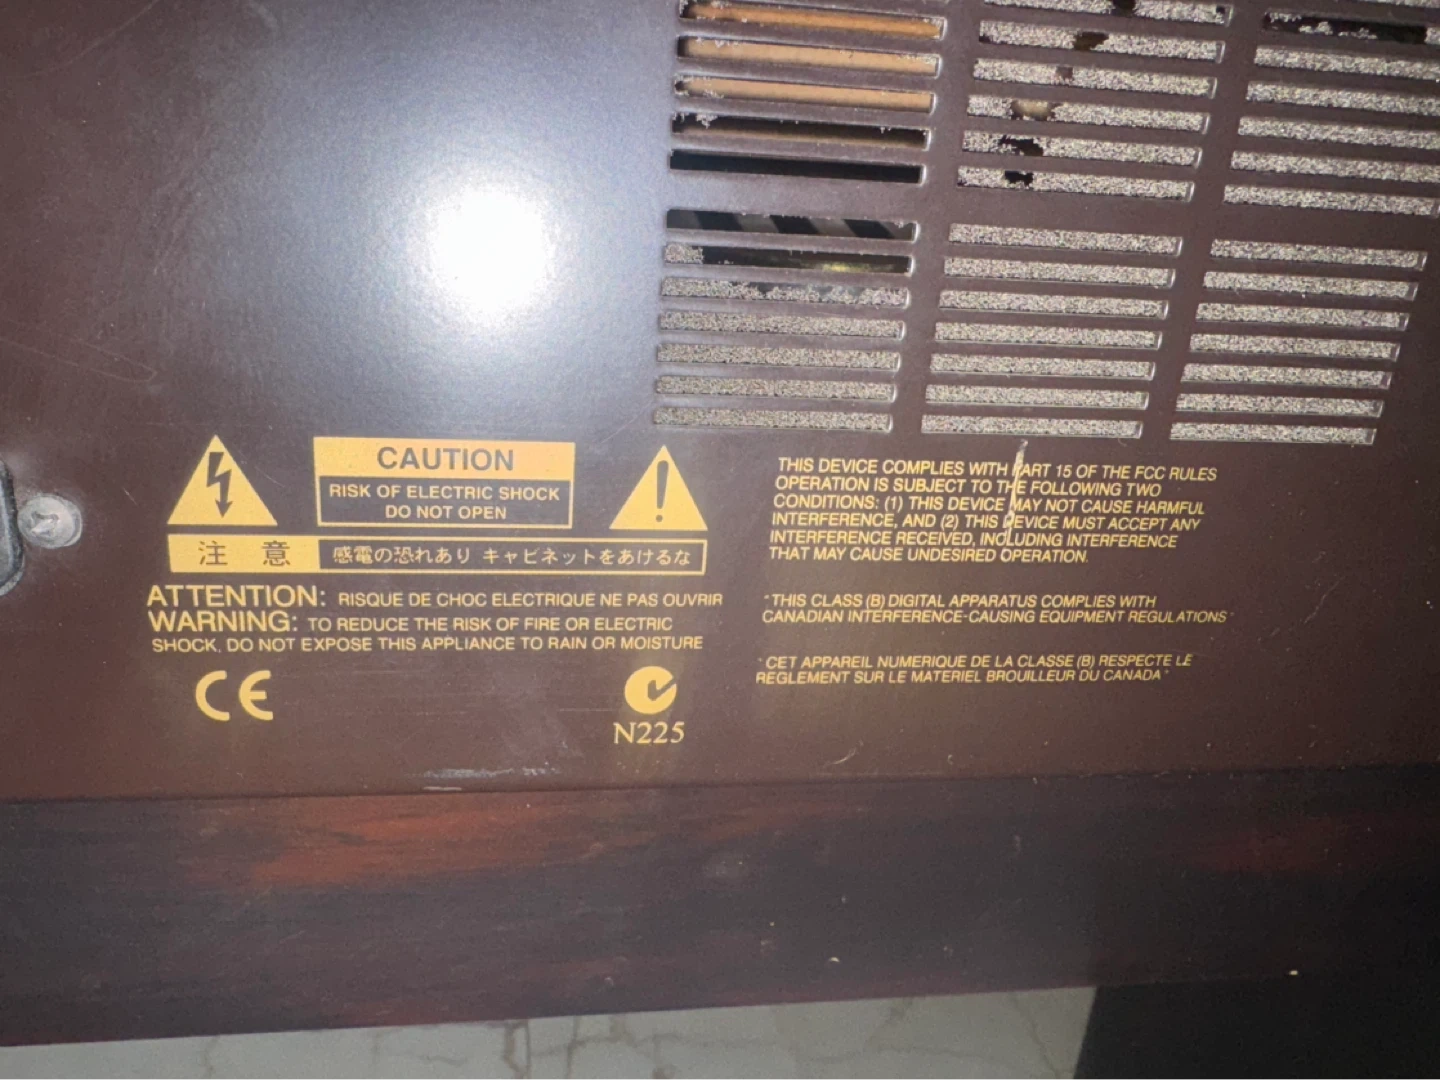 CAUTION
RISK OF ELECTRIC SHOCK
DO NOT OPEN
注意 感電の恐れあり キャビネットをあけるな
ATTENTION: RISQUE DE CHOC ELECTRIQUE NE PAS OUVRIR
WARNING: TO REDUCE THE RISK OF FIRE OR ELECTRIC
SHOCK, DO NOT EXPOSE THIS APPLIANCE TO RAIN OR MOISTURE
CE
N225
THIS DEVICE COMPLIES WITH PART 15 OF THE FCC RULES
OPERATION IS SUBJECT TO THE FOLLOWING TWO
CONDITIONS: (1) THIS DEVICE MAY NOT CAUSE HARMFUL
INTERFERENCE, AND (2) THIS DEVICE MUST ACCEPT ANY
INTERFERENCE RECEIVED, INCLUDING INTERFERENCE
THAT MAY CAUSE UNDESIRED OPERATION.
"THIS CLASS (B) DIGITAL APPARATUS COMPLIES WITH
CANADIAN INTERFERENCE-CAUSING EQUIPMENT REGULATIONS"
"CET APPAREIL NUMERIQUE DE LA CLASSE (B) RESPECTE LE
REGLEMENT SUR LE MATERIEL BROUILLEUR DU CANADA"